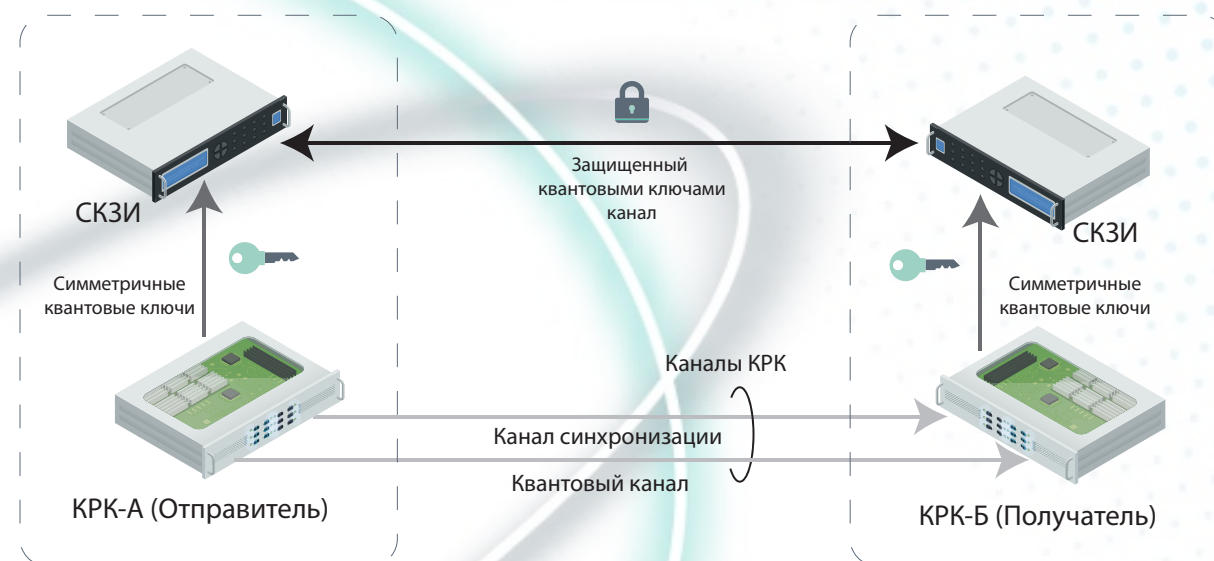 Защищенный
квантовыми ключами
канал
СКЗИ
СКЗИ
Симметричные
квантовые ключи
Симметричные
квантовые ключи
Каналы КРК
Канал синхронизации
Квантовый канал
КРК-А (Отправитель)
КРК-Б (Получатель)